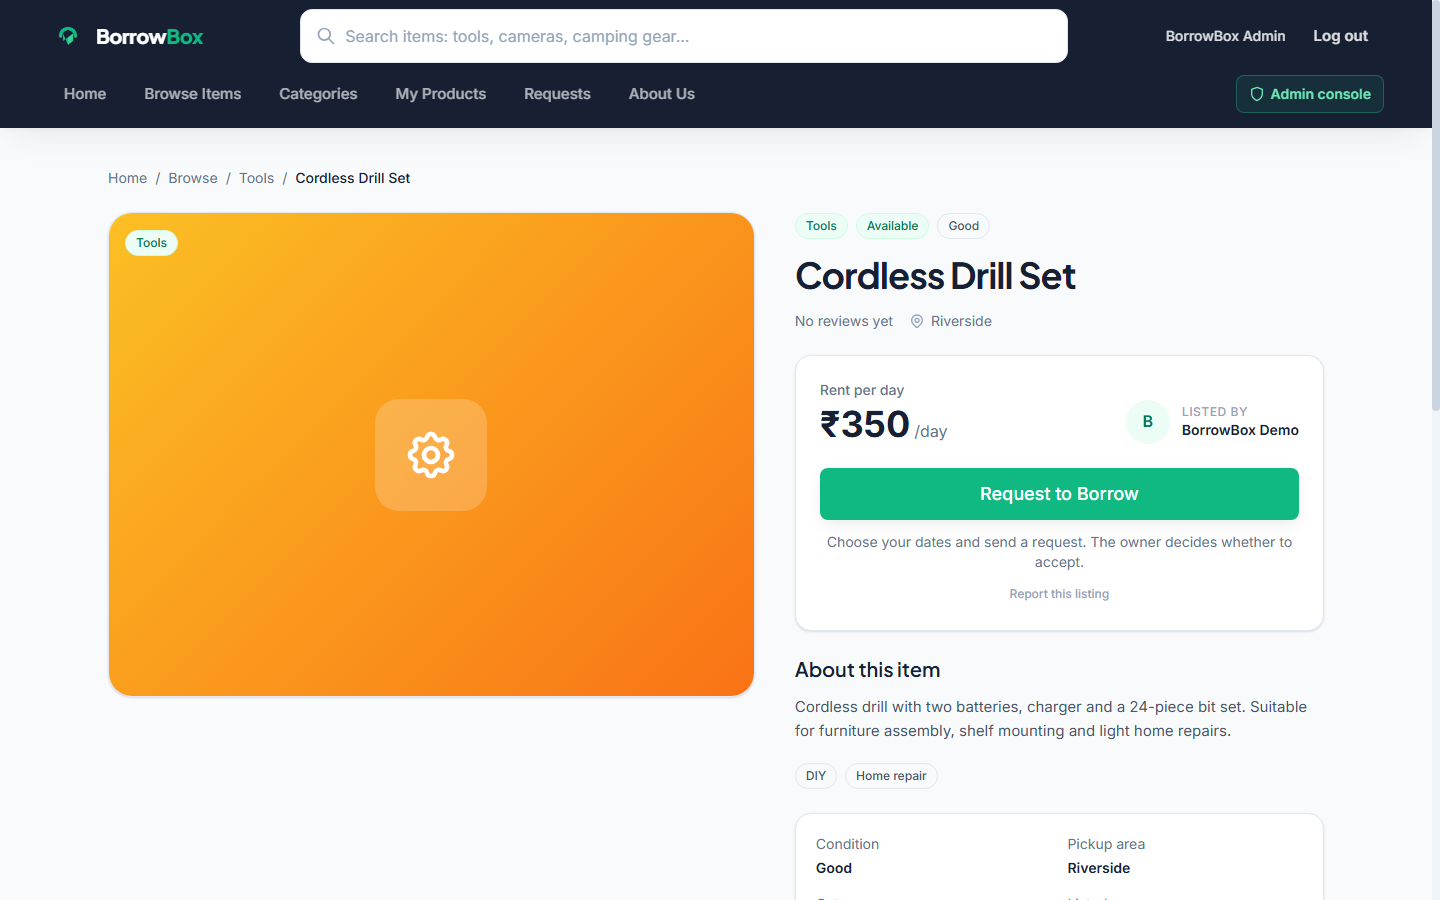 BorrowBox
Search items: tools, cameras, camping gear...
BorrowBox Admin
Log out
Home
Browse Items
Categories
My Products
Requests
About Us
Admin console
Home / Browse / Tools / Cordless Drill Set
Tools
Tools
Available
Good
Cordless Drill Set
No reviews yet
Riverside
Rent per day
₹350 /day
B
LISTED BY
BorrowBox Demo
Request to Borrow
Choose your dates and send a request. The owner decides whether to
accept.
Report this listing
About this item
Cordless drill with two batteries, charger and a 24-piece bit set. Suitable
for furniture assembly, shelf mounting and light home repairs.
DIY
Home repair
Condition
Pickup area
Good
Riverside